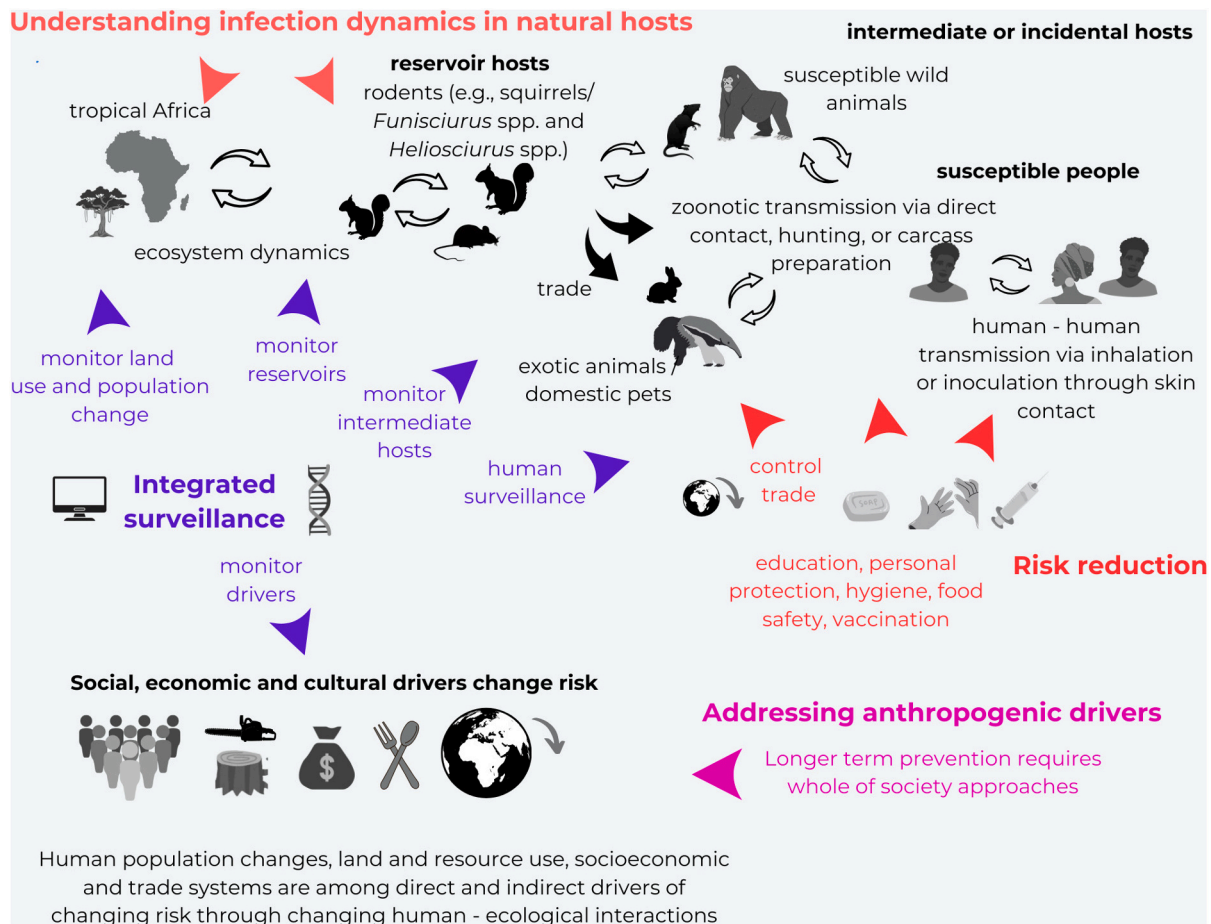 Understanding infection dynamics in natural hosts
intermediate or incidental hosts
reservoir hosts
rodents (e.g., squirrels/
Funisciurus spp. and
Heliosciurus spp.)
susceptible wild
animals
tropical Africa
ecosystem dynamics
susceptible people
zoonotic transmission via direct
contact, hunting, or carcass
preparation
trade
exotic animals /
domestic pets
human - human
transmission via inhalation
or inoculation through skin
contact
monitor land
use and population
change
monitor
reservoirs
monitor
intermediate
hosts
human
surveillance
Integrated
surveillance
monitor
drivers
control
trade
education, personal
protection, hygiene, food
safety, vaccination
Risk reduction
Social, economic and cultural drivers change risk
$
Addressing anthropogenic drivers
Longer term prevention requires
whole of society approaches
Human population changes, land and resource use, socioeconomic
and trade systems are among direct and indirect drivers of
changing risk through changing human - ecological interactions